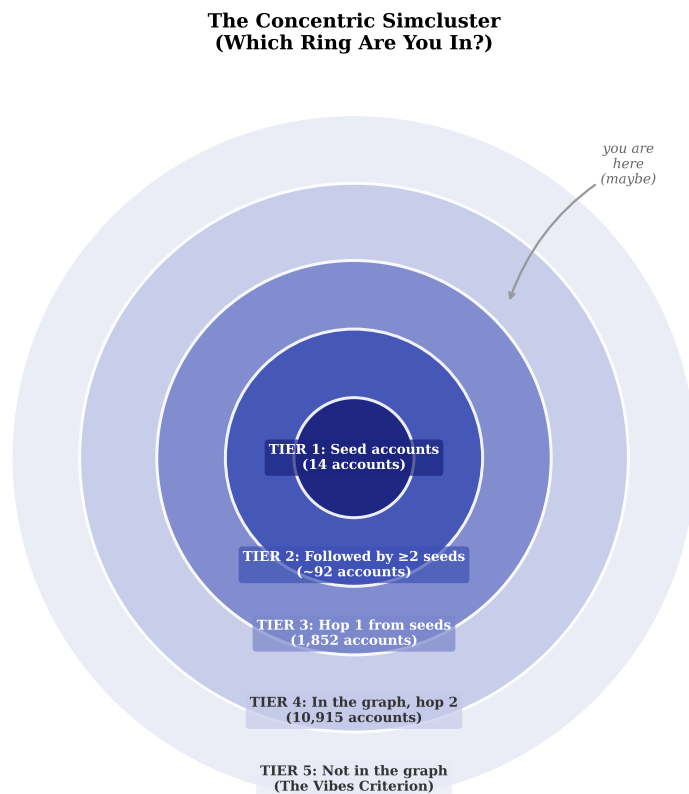 The Concentric Simcluster
(Which Ring Are You In?)
you are
here
(maybe)
TIER 1: Seed accounts
(14 accounts)
TIER 2: Followed by ≥2 seeds
(~92 accounts)
TIER 3: Hop 1 from seeds
(1,852 accounts)
TIER 4: In the graph, hop 2
(10,915 accounts)
TIER 5: Not in the graph
(The Vibes Criterion)